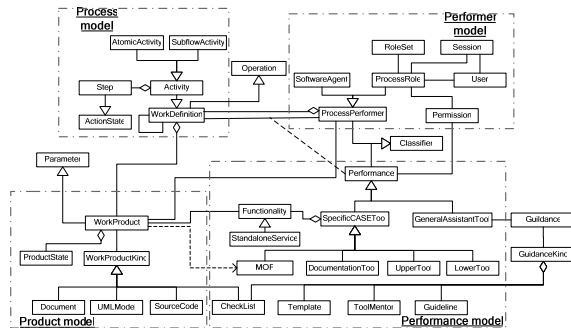 Process
model
Performer
model
AtomicActivity
SubflowActivity
RoleSet
Session
Operation
SoftwareAgent
ProcessRole
User
Step
Activity
ActionState
WorkDefinition
ProcessPerformer
Permission
Parameter
Classifier
Performance
WorkProduct
Functionality
SpecificCASETool
GeneralAssistantTool
Guildance
StandaloneService
ProductState
WorkProductKind
MOF
DocumentationTool
UpperTool
LowerTool
GuidanceKind
Document
UMLModel
SourceCode
CheckList
Template
ToolMentor
Guideline
Product model
Performance model